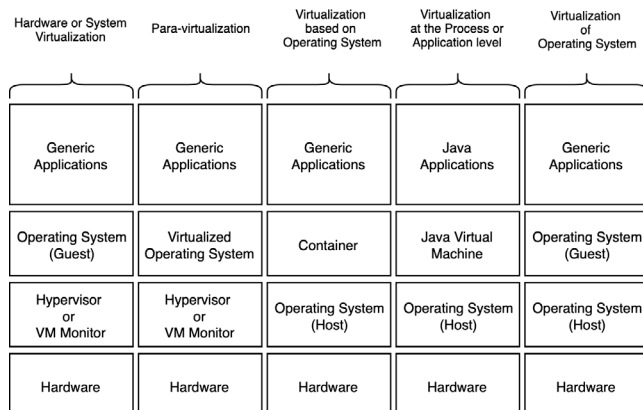 Hardware or System
Virtualization
Para-virtualization
Virtualization
based on
Operating System
Virtualization
at the Process or
Application level
Virtualization
of
Operating System
Generic
Applications
Generic
Applications
Generic
Applications
Java
Applications
Generic
Applications
Operating System
(Guest)
Virtualized
Operating System
Container
Java Virtual
Machine
Operating System
(Guest)
Hypervisor
or
VM Monitor
Hypervisor
or
VM Monitor
Operating System
(Host)
Operating System
(Host)
Operating System
(Host)
Hardware
Hardware
Hardware
Hardware
Hardware